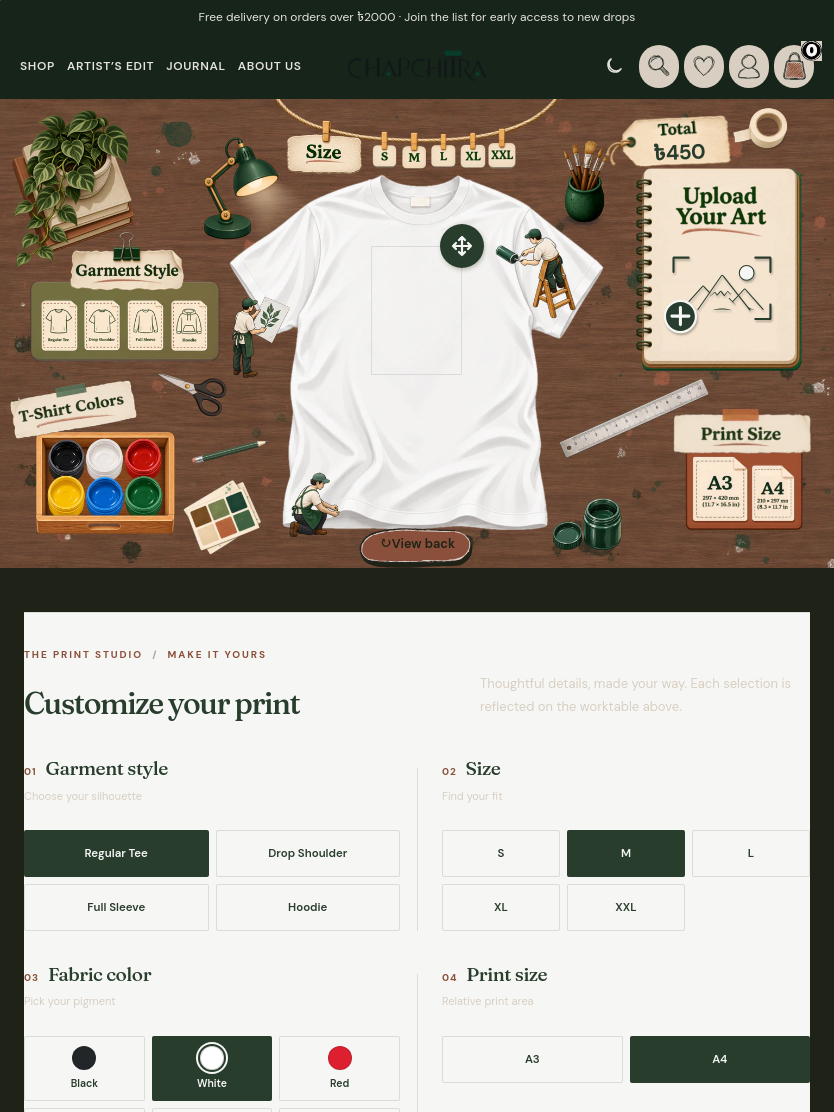 Free delivery on orders over ৳2000 · Join the list for early access to new drops
SHOP ARTIST'S EDIT JOURNAL ABOUT US
CHAPCHITRA
0
Size
S M L XL XXL
Total
৳450
Upload
Your Art
Garment Style
Regular Tee Drop Shoulder Full Sleeve Hoodie
T-Shirt Colors
Print Size
A3
297 × 420 mm
(11.7 × 16.5 in)
A4
210 × 297 mm
(8.3 × 11.7 in
↻View back
THE PRINT STUDIO / MAKE IT YOURS
Customize your print
Thoughtful details, made your way. Each selection is
reflected on the worktable above.
01 Garment style
Choose your silhouette
Regular Tee Drop Shoulder
Full Sleeve Hoodie
02 Size
Find your fit
S M L
XL XXL
03 Fabric color
Pick your pigment
Black White Red
04 Print size
Relative print area
A3 A4